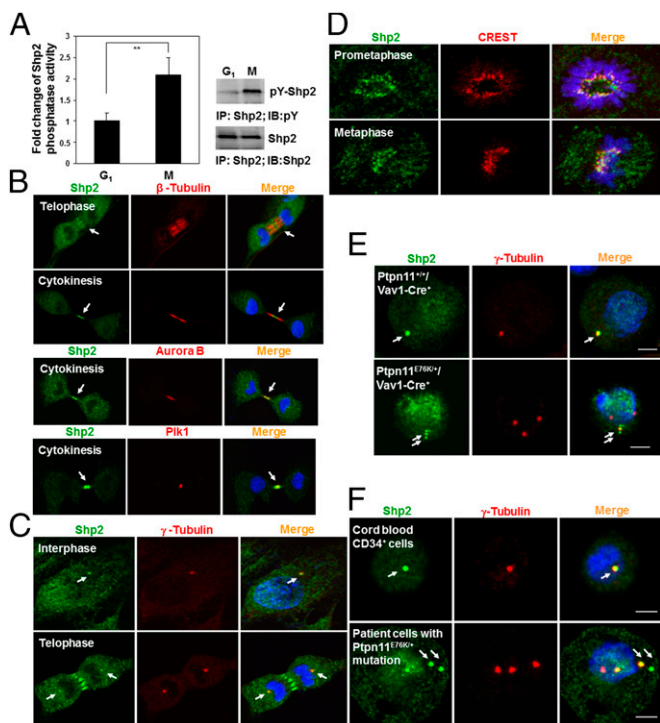 A
Fold change of Shp2
phosphatase activity
3
2.5
2
1.5
1
0.5
0
**
G₁ M
G₁ M
pY-Shp2
IP: Shp2; IB:pY
Shp2
IP: Shp2; IB:Shp2
B
Shp2 β-Tubulin Merge
Telophase
Cytokinesis
Shp2 Aurora B Merge
Cytokinesis
Shp2 Plk1 Merge
Cytokinesis
C
Shp2 γ-Tubulin Merge
Interphase
Telophase
D
Shp2 CREST Merge
Prometaphase
Metaphase
E
Shp2 γ-Tubulin Merge
Ptpn11⁺/⁺/
Vav1-Cre⁺
Ptpn11ᴱ⁷⁶ᴷ/⁺/
Vav1-Cre⁺
F
Shp2 γ-Tubulin Merge
Cord blood
CD34⁺ cells
Patient cells with
Ptpn11ᴱ⁷⁶ᴷ/⁺
mutation